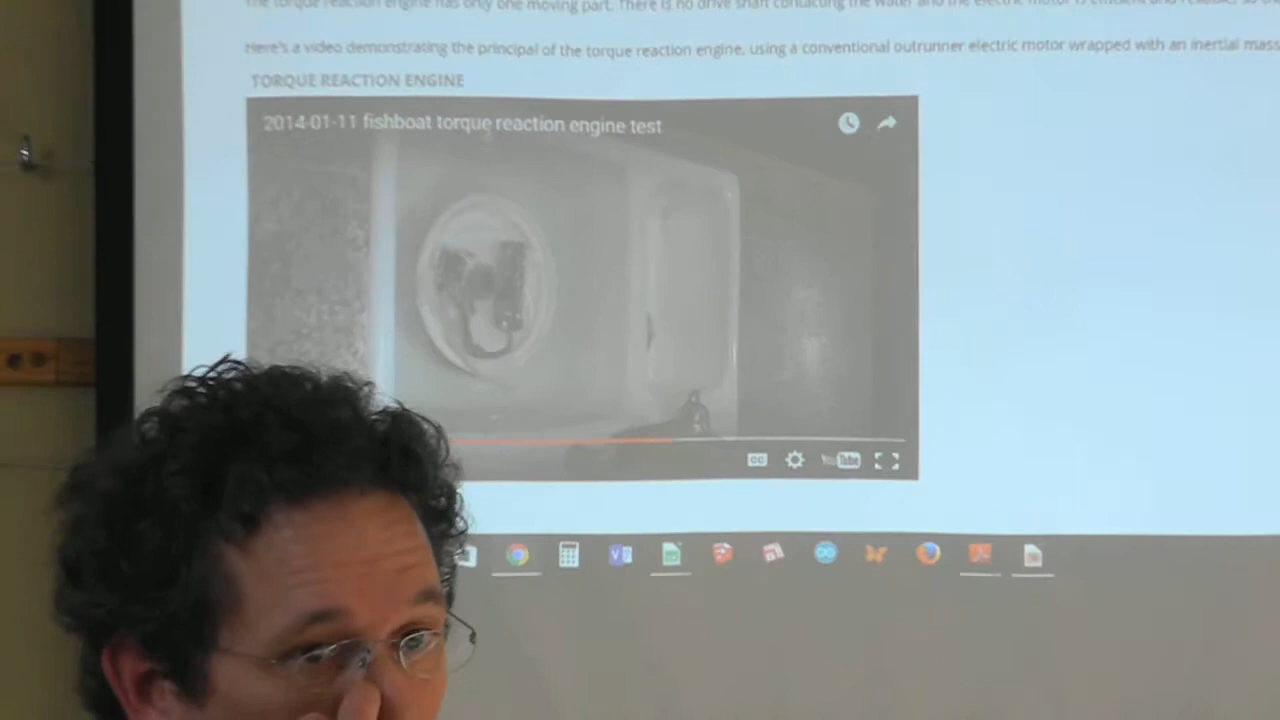 The torque reaction engine has only one moving part. There is no drive shaft contacting the water and the electric motor is efficient and
Here's a video demonstrating the principal of the torque reaction engine, using a conventional outrunner electric motor wrapped with an inertial mass
TORQUE REACTION ENGINE
2014-01-11 fishboat torque reaction engine test
CC YouTube